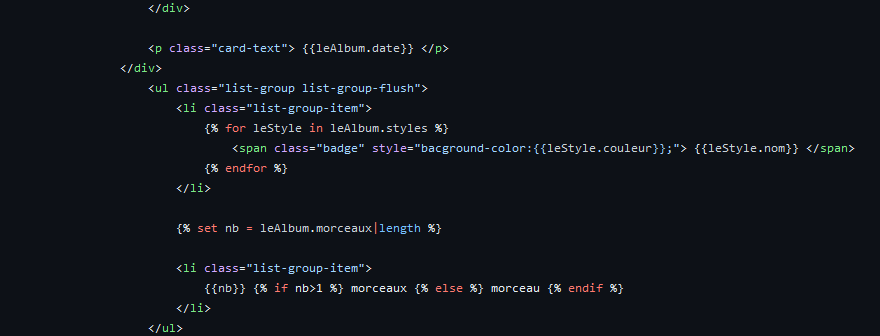 </div>
<p class="card-text"> {{leAlbum.date}} </p>
</div>
<ul class="list-group list-group-flush">
<li class="list-group-item">
{% for leStyle in leAlbum.styles %}
<span class="badge" style="bacground-color:{{leStyle.couleur}};"> {{leStyle.nom}} </span>
{% endfor %}
</li>
{% set nb = leAlbum.morceaux|length %}
<li class="list-group-item">
{{nb}} {% if nb>1 %} morceaux {% else %} morceau {% endif %}
</li>
</ul>